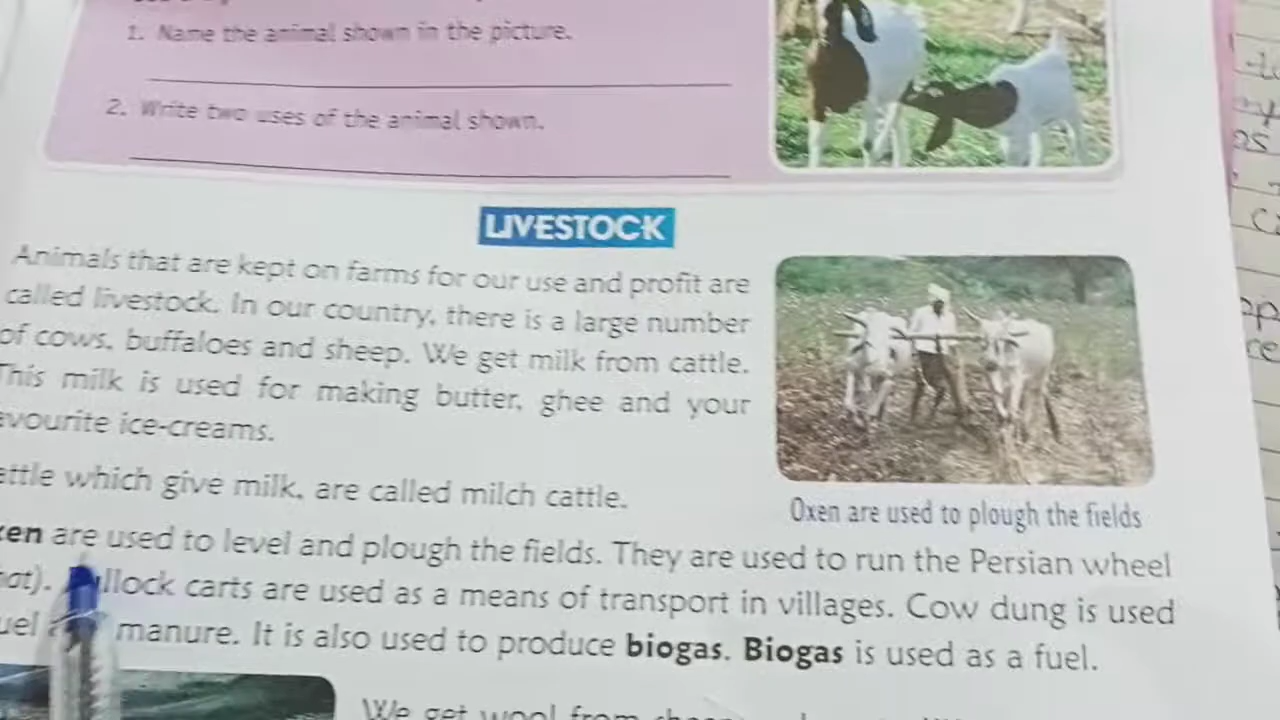 1. Name the animal shown in the picture.
2. Write two uses of the animal shown.
LIVESTOCK
Animals that are kept on farms for our use and profit are
called livestock. In our country, there is a large number
of cows, buffaloes and sheep. We get milk from cattle.
This milk is used for making butter, ghee and your
avourite ice-creams.
attle which give milk, are called milch cattle.
Oxen are used to plough the fields
xen are used to level and plough the fields. They are used to run the Persian wheel
hat). Bullock carts are used as a means of transport in villages. Cow dung is used
uel manure. It is also used to produce biogas. Biogas is used as a fuel.
We get wool from